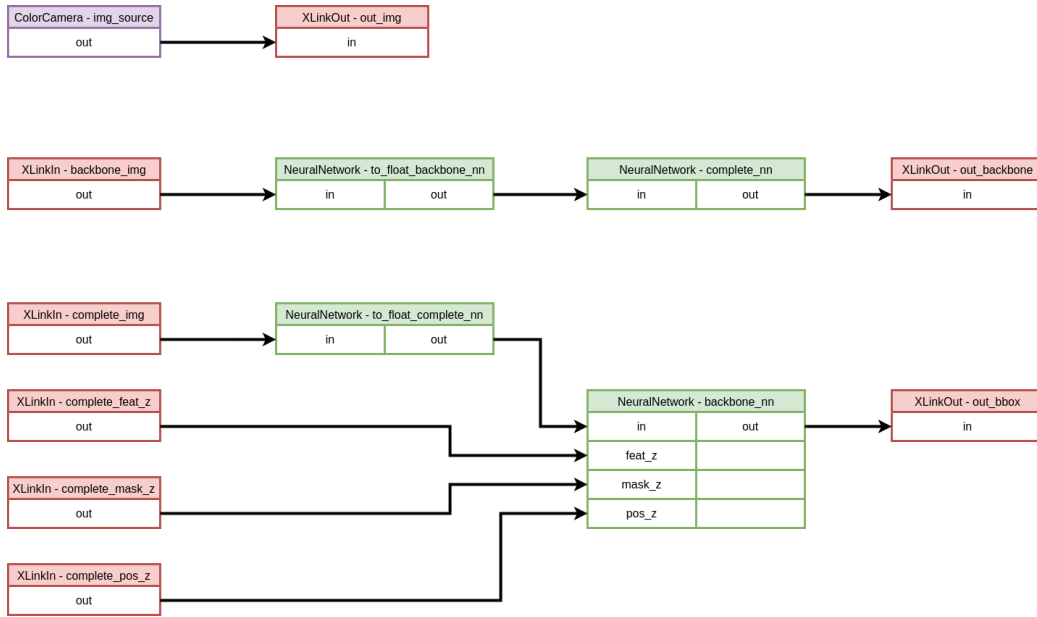 ColorCamera - img_source
out
XLinkOut - out_img
in
XLinkIn - backbone_img
out
NeuralNetwork - to_float_backbone_nn
in
out
NeuralNetwork - complete_nn
in
out
XLinkOut - out_backbone
in
XLinkIn - complete_img
out
NeuralNetwork - to_float_complete_nn
in
out
XLinkIn - complete_feat_z
out
XLinkIn - complete_mask_z
out
XLinkIn - complete_pos_z
out
NeuralNetwork - backbone_nn
in
out
feat_z
mask_z
pos_z
XLinkOut - out_bbox
in